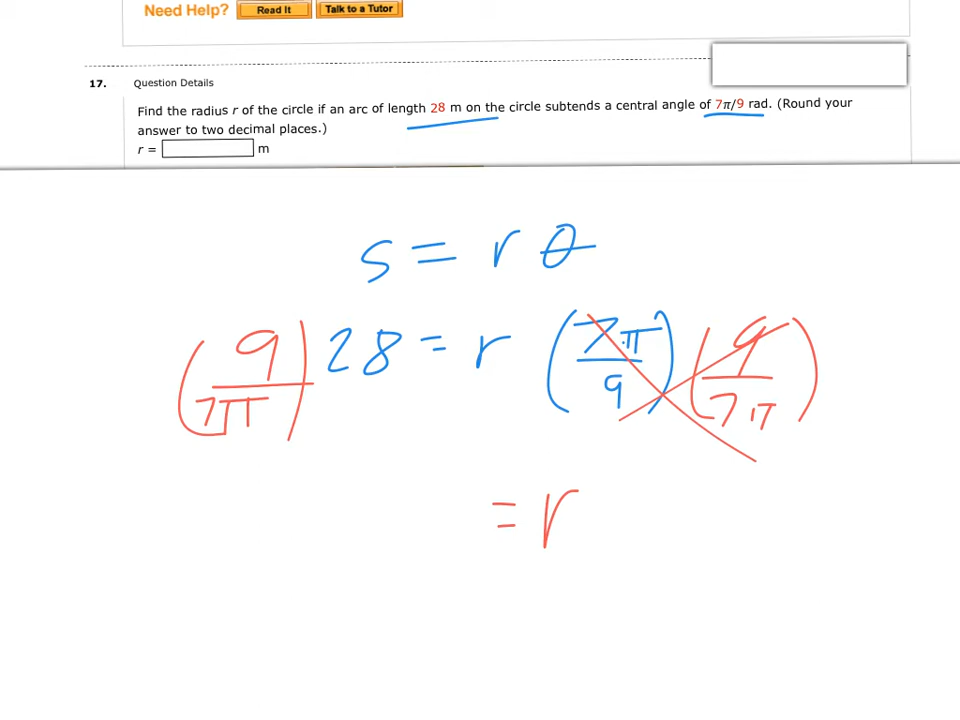 Need Help? Read It Talk to a Tutor
17. Question Details
Find the radius r of the circle if an arc of length 28 m on the circle subtends a central angle of 7π/9 rad. (Round your
answer to two decimal places.)
r = m
s = r θ
(9/7π) 28 = r (7π/9) (9/7π)
= r